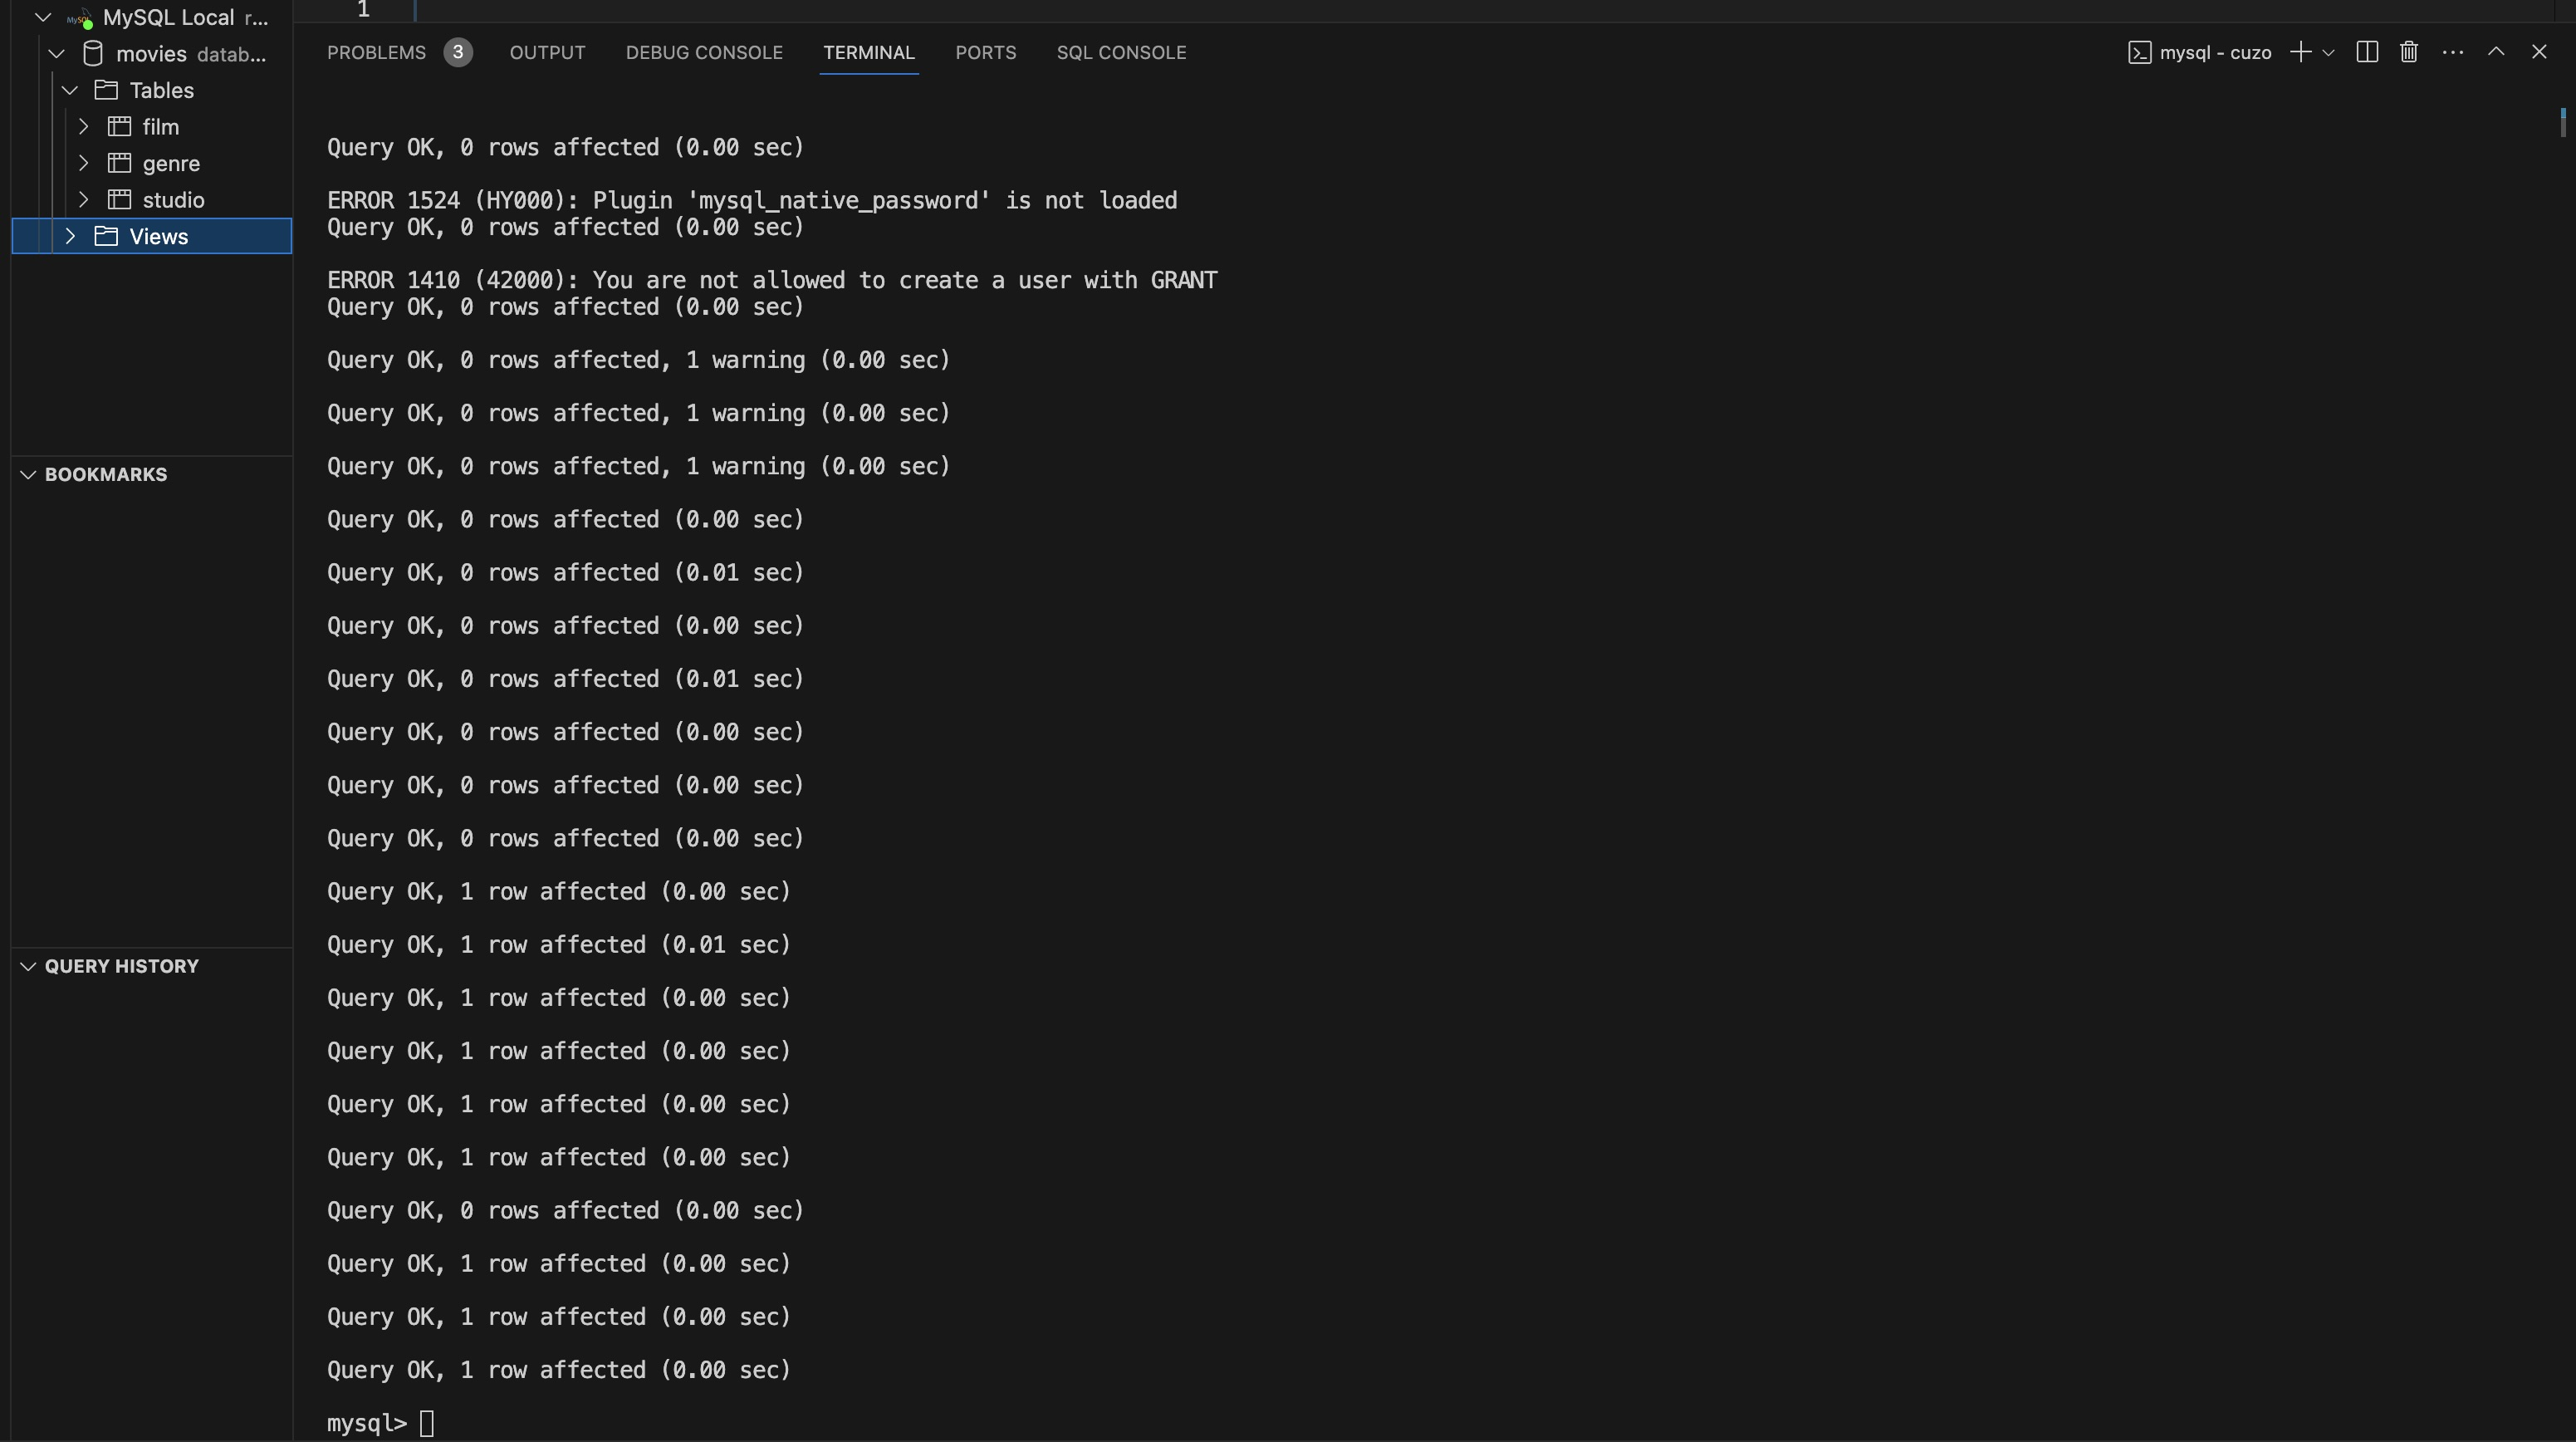 MySQL Local r...
movies datab...
Tables
film
genre
studio
Views
BOOKMARKS
QUERY HISTORY
1
PROBLEMS 3 OUTPUT DEBUG CONSOLE TERMINAL PORTS SQL CONSOLE
mysql - cuzo
Query OK, 0 rows affected (0.00 sec)
ERROR 1524 (HY000): Plugin 'mysql_native_password' is not loaded
Query OK, 0 rows affected (0.00 sec)
ERROR 1410 (42000): You are not allowed to create a user with GRANT
Query OK, 0 rows affected (0.00 sec)
Query OK, 0 rows affected, 1 warning (0.00 sec)
Query OK, 0 rows affected, 1 warning (0.00 sec)
Query OK, 0 rows affected, 1 warning (0.00 sec)
Query OK, 0 rows affected (0.00 sec)
Query OK, 0 rows affected (0.01 sec)
Query OK, 0 rows affected (0.00 sec)
Query OK, 0 rows affected (0.01 sec)
Query OK, 0 rows affected (0.00 sec)
Query OK, 0 rows affected (0.00 sec)
Query OK, 0 rows affected (0.00 sec)
Query OK, 1 row affected (0.00 sec)
Query OK, 1 row affected (0.01 sec)
Query OK, 1 row affected (0.00 sec)
Query OK, 1 row affected (0.00 sec)
Query OK, 1 row affected (0.00 sec)
Query OK, 1 row affected (0.00 sec)
Query OK, 0 rows affected (0.00 sec)
Query OK, 1 row affected (0.00 sec)
Query OK, 1 row affected (0.00 sec)
Query OK, 1 row affected (0.00 sec)
mysql>